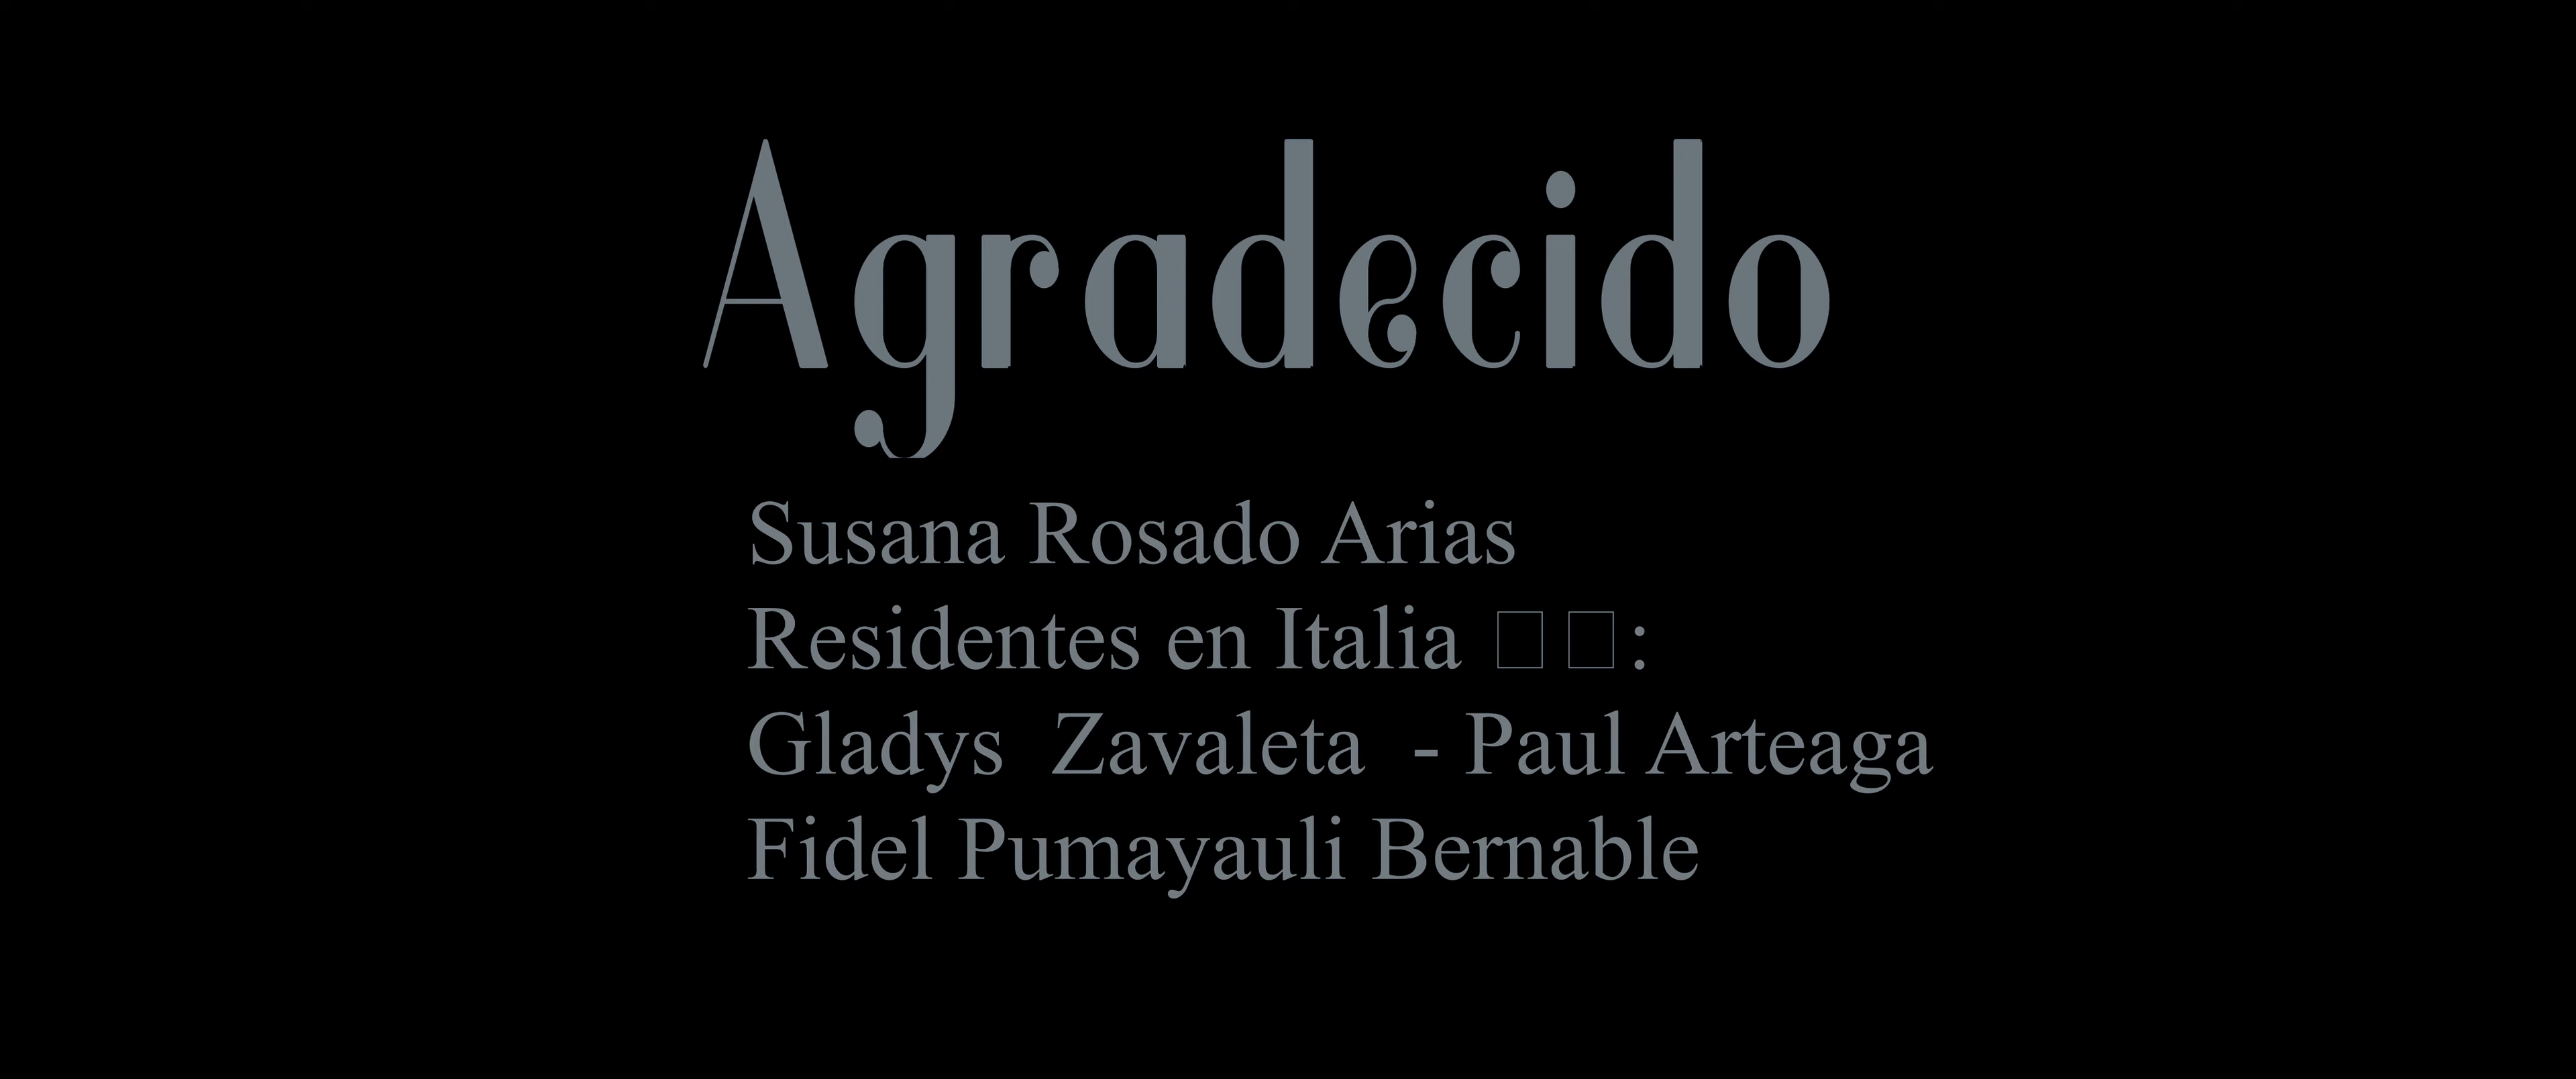 Agradecido
Susana Rosado Arias
Residentes en Italia □□:
Gladys  Zavaleta  - Paul Arteaga
Fidel Pumayauli Bernable